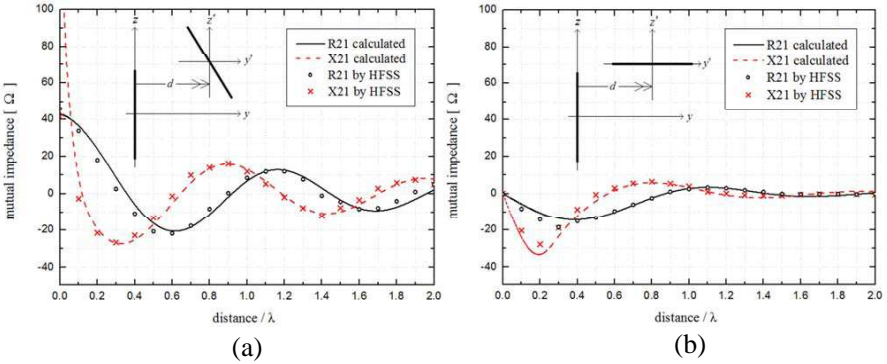 100
80
60
40
20
0
-20
-40
mutual impedance [ Ω ]
0.0 0.2 0.4 0.6 0.8 1.0 1.2 1.4 1.6 1.8 2.0
distance / λ
z
z'
y'
d
y
R21 calculated
X21 calculated
R21 by HFSS
X21 by HFSS
(a)
100
80
60
40
20
0
-20
-40
mutual impedance [ Ω ]
0.0 0.2 0.4 0.6 0.8 1.0 1.2 1.4 1.6 1.8 2.0
distance / λ
z
z'
y'
d
y
R21 calculated
X21 calculated
R21 by HFSS
X21 by HFSS
(b)